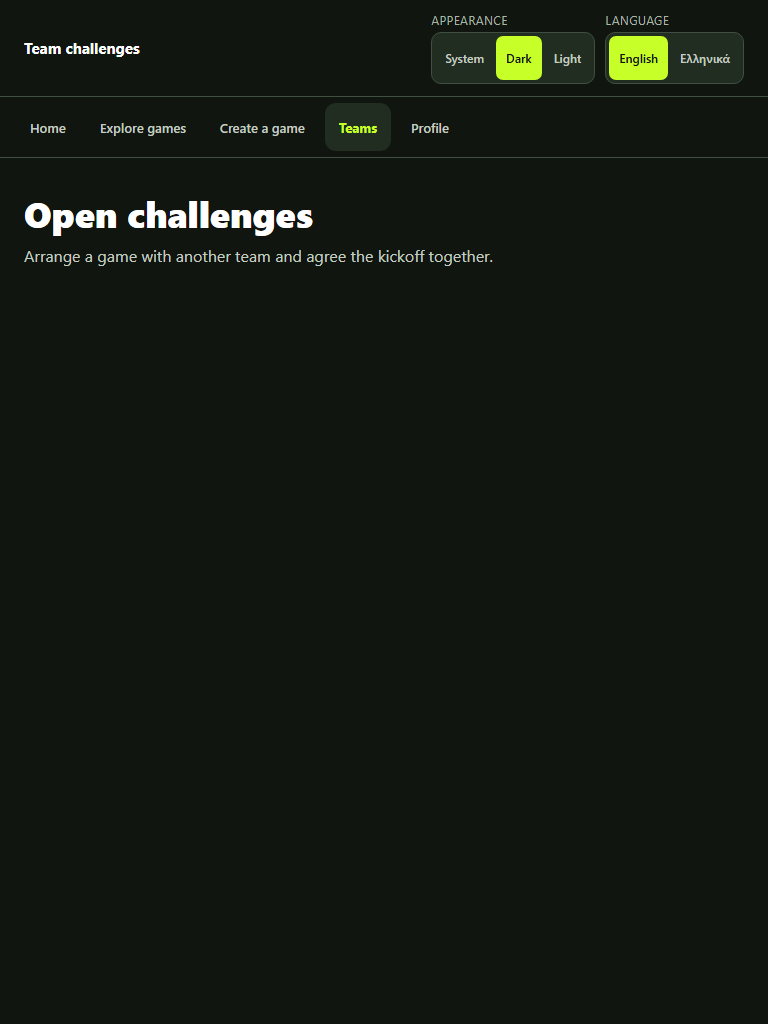 Team challenges
APPEARANCE
System Dark Light
LANGUAGE
English Ελληνικά
Home Explore games Create a game Teams Profile
Open challenges
Arrange a game with another team and agree the kickoff together.